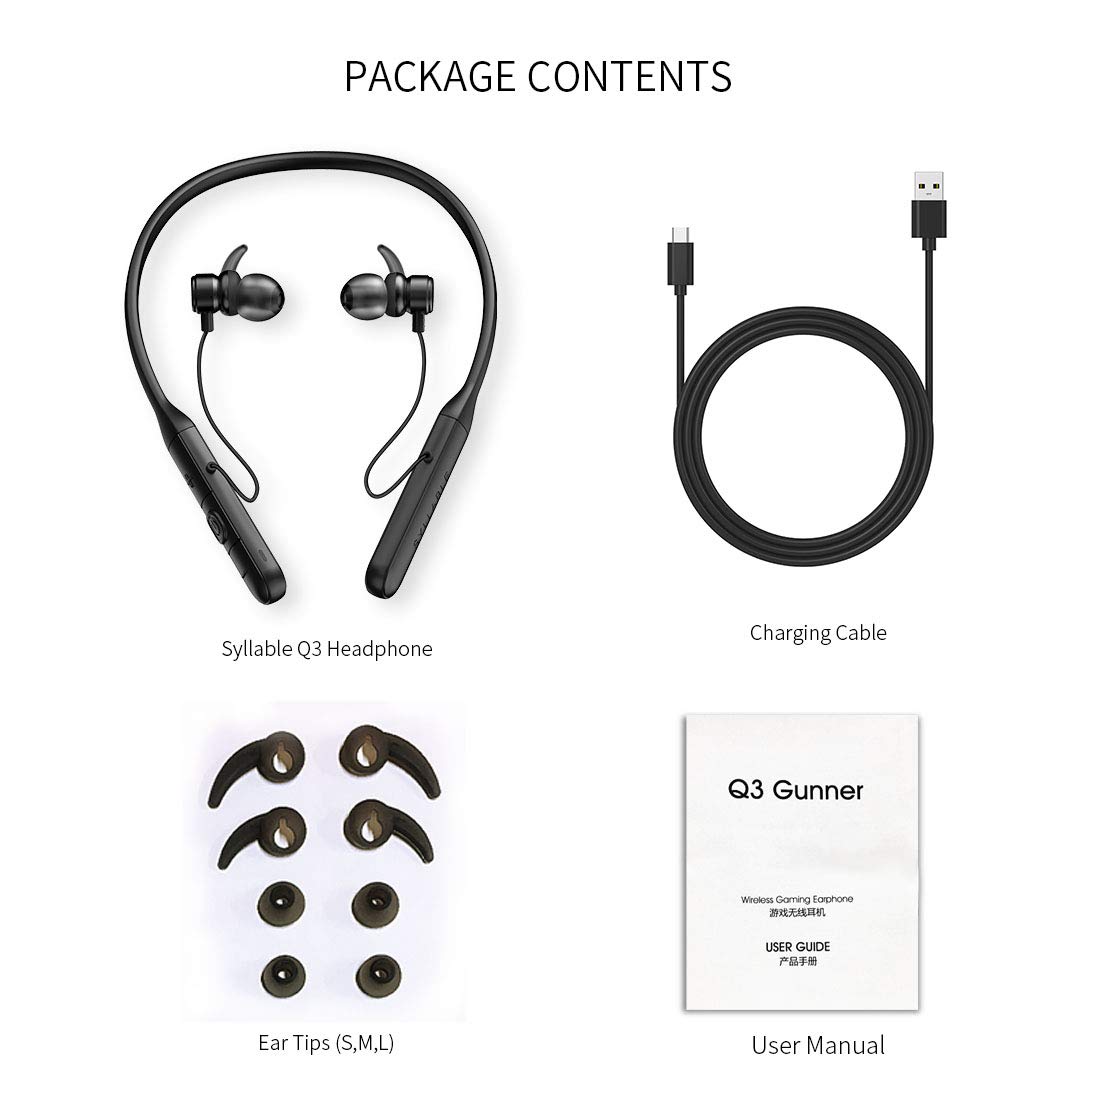 PACKAGE CONTENTS
SYLLABLE
Syllable Q3 Headphone
Charging Cable
Q3 Gunner
Wireless Gaming Earphone
游戏无线耳机
USER GUIDE
产品手册
Ear Tips (S,M,L)
User Manual